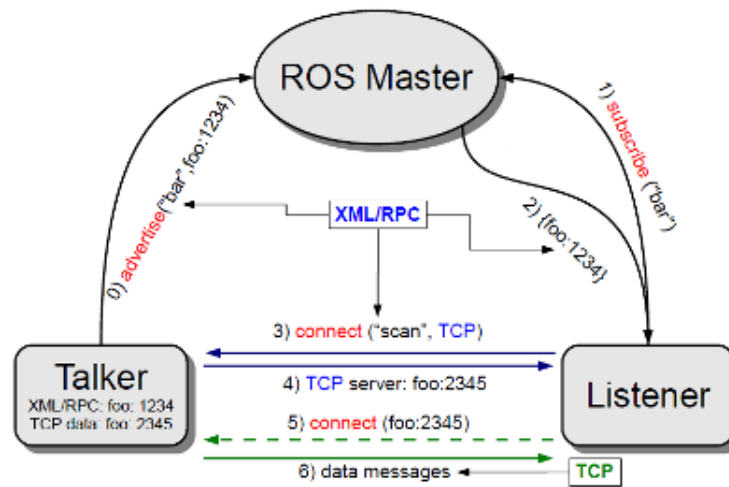 ROS Master
0) advertise("bar",foo:1234)
1) subscribe ("bar")
XML/RPC
2) {foo:1234}
3) connect ("scan", TCP)
Talker
XML/RPC: foo: 1234
TCP data: foo: 2345
4) TCP server: foo:2345
Listener
5) connect (foo:2345)
6) data messages
TCP